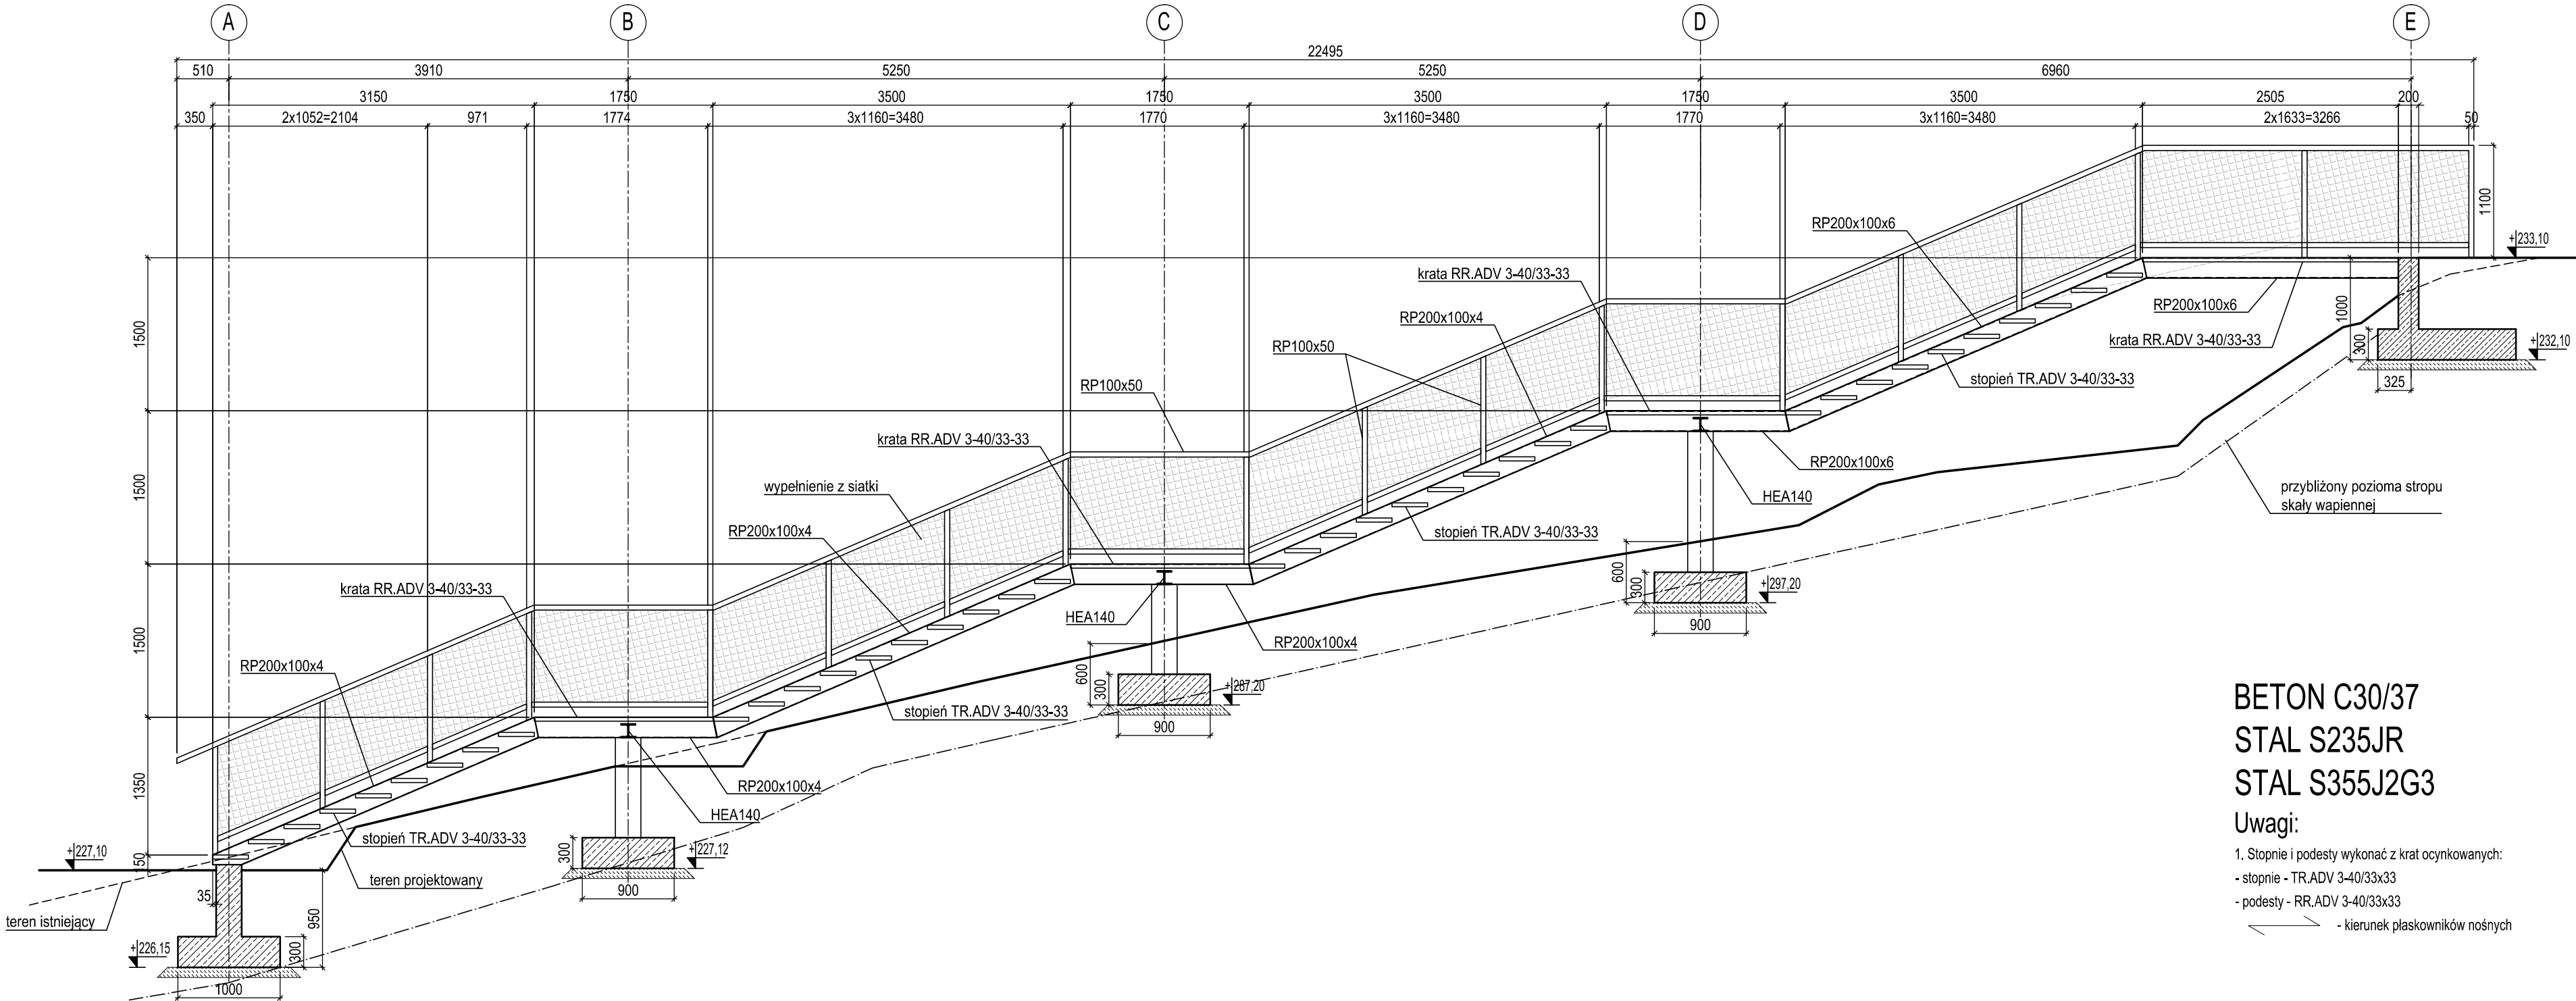 A
B
C
D
E
22495
510
3910
5250
5250
6960
3150
1750
3500
1750
3500
1750
3500
2505
200
350
2x1052=2104
971
1774
3x1160=3480
1770
3x1160=3480
1770
3x1160=3480
2x1633=3266
50
1100
RP200x100x6
+233,10
krata RR.ADV 3-40/33-33
RP200x100x6
1000
RP200x100x4
1500
krata RR.ADV 3-40/33-33
300
+232,10
RP100x50
stopień TR.ADV 3-40/33-33
325
RP100x50
krata RR.ADV 3-40/33-33
RP200x100x6
wypełnienie z siatki
1500
HEA140
przybliżony pozioma stropu
skały wapiennej
RP200x100x4
stopień TR.ADV 3-40/33-33
600
300
+297,20
krata RR.ADV 3-40/33-33
HEA140
900
1500
RP200x100x4
RP200x100x4
600
300
+287,20
stopień TR.ADV 3-40/33-33
900
1350
RP200x100x4
HEA140
stopień TR.ADV 3-40/33-33
+227,10
150
300
+227,12
teren projektowany
900
35
teren istniejący
950
+226,15
300
1000
BETON C30/37
STAL S235JR
STAL S355J2G3
Uwagi:
1. Stopnie i podesty wykonać z krat ocynkowanych:
- stopnie - TR.ADV 3-40/33x33
- podesty - RR.ADV 3-40/33x33
- kierunek płaskowników nośnych